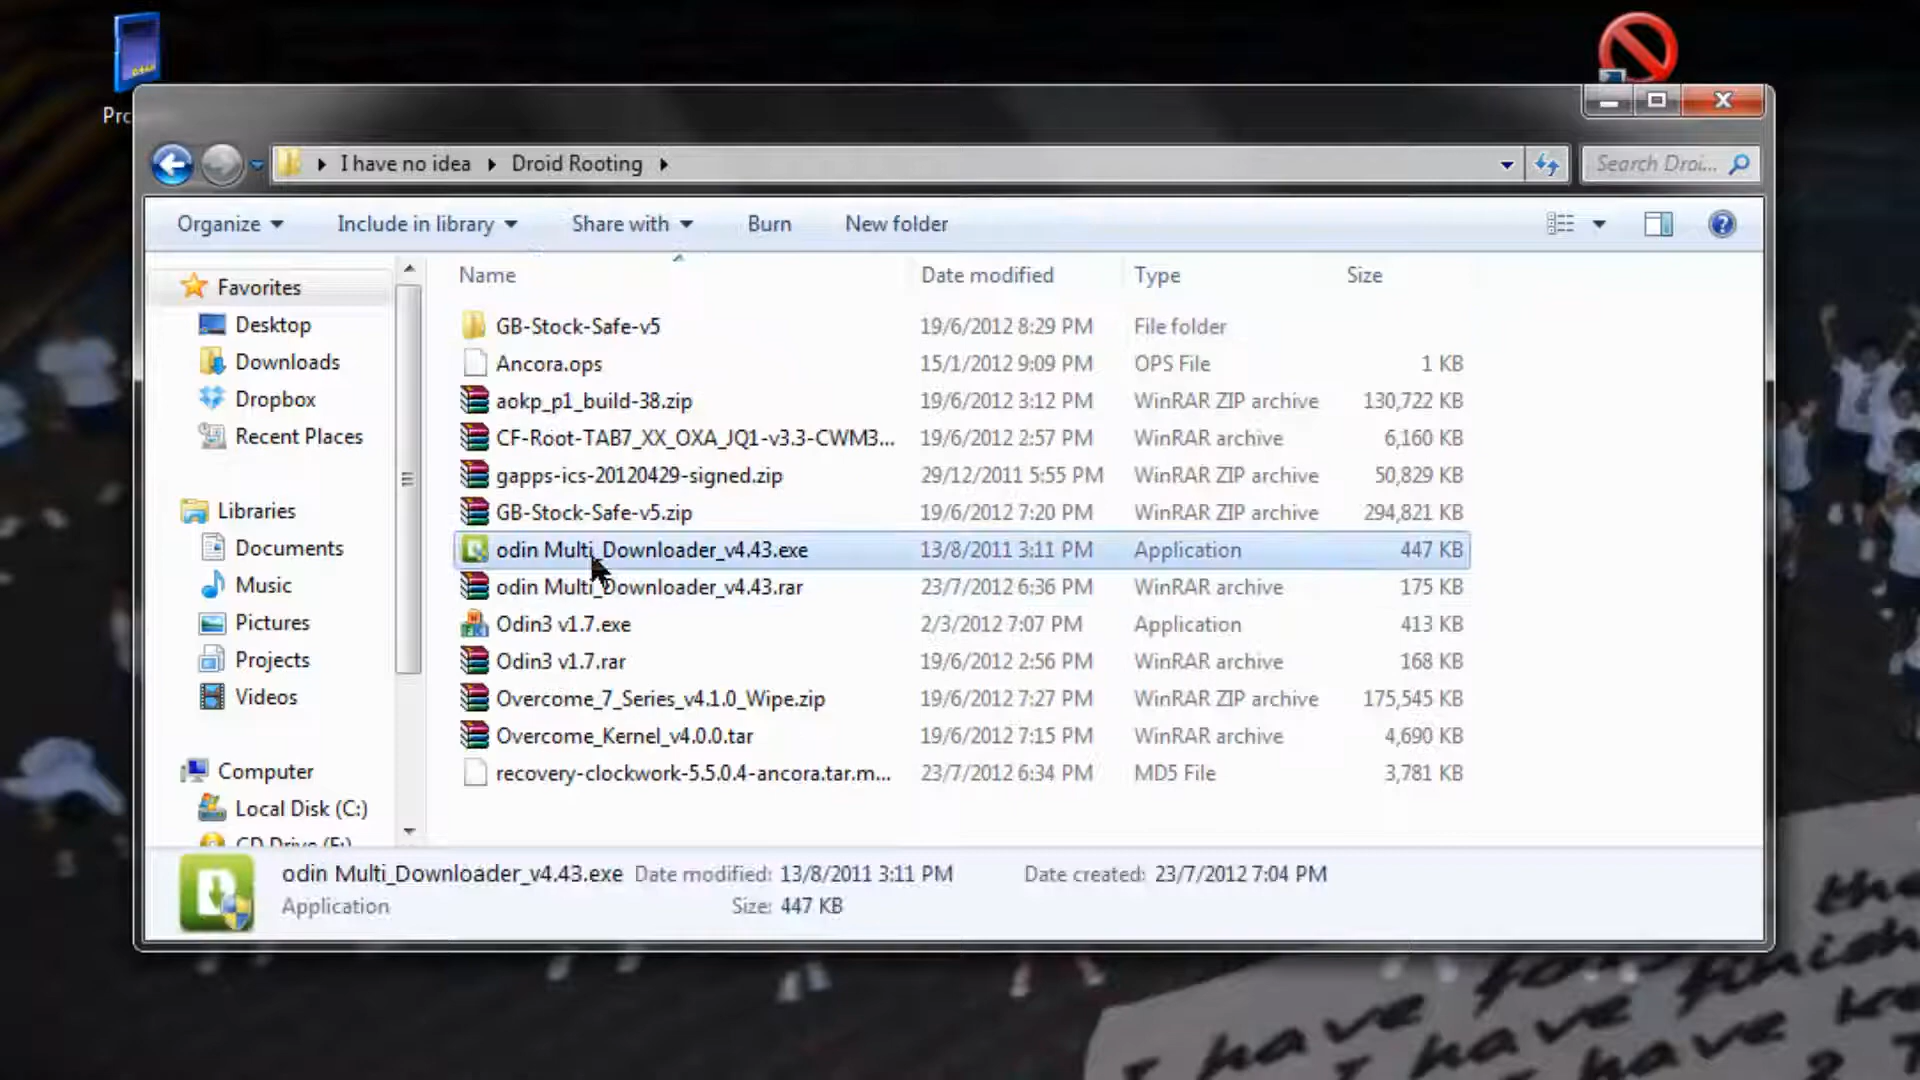 Prc
I have no idea Droid Rooting
Search Droi...
Organize Include in library Share with Burn New folder
Favorites
Desktop
Downloads
Dropbox
Recent Places
Libraries
Documents
Music
Pictures
Projects
Videos
Computer
Local Disk (C:)
CD Drive (F:)
Name Date modified Type Size
GB-Stock-Safe-v5 19/6/2012 8:29 PM File folder
Ancora.ops 15/1/2012 9:09 PM OPS File 1 KB
aokp_p1_build-38.zip 19/6/2012 3:12 PM WinRAR ZIP archive 130,722 KB
CF-Root-TAB7_XX_OXA_JQ1-v3.3-CWM3... 19/6/2012 2:57 PM WinRAR archive 6,160 KB
gapps-ics-20120429-signed.zip 29/12/2011 5:55 PM WinRAR ZIP archive 50,829 KB
GB-Stock-Safe-v5.zip 19/6/2012 7:20 PM WinRAR ZIP archive 294,821 KB
odin Multi_Downloader_v4.43.exe 13/8/2011 3:11 PM Application 447 KB
odin Multi_Downloader_v4.43.rar 23/7/2012 6:36 PM WinRAR archive 175 KB
Odin3 v1.7.exe 2/3/2012 7:07 PM Application 413 KB
Odin3 v1.7.rar 19/6/2012 2:56 PM WinRAR archive 168 KB
Overcome_7_Series_v4.1.0_Wipe.zip 19/6/2012 7:27 PM WinRAR ZIP archive 175,545 KB
Overcome_Kernel_v4.0.0.tar 19/6/2012 7:15 PM WinRAR archive 4,690 KB
recovery-clockwork-5.5.0.4-ancora.tar.m... 23/7/2012 6:34 PM MD5 File 3,781 KB
odin Multi_Downloader_v4.43.exe Date modified: 13/8/2011 3:11 PM Date created: 23/7/2012 7:04 PM
Application Size: 447 KB
the
I have fo
I have finish
I have ke